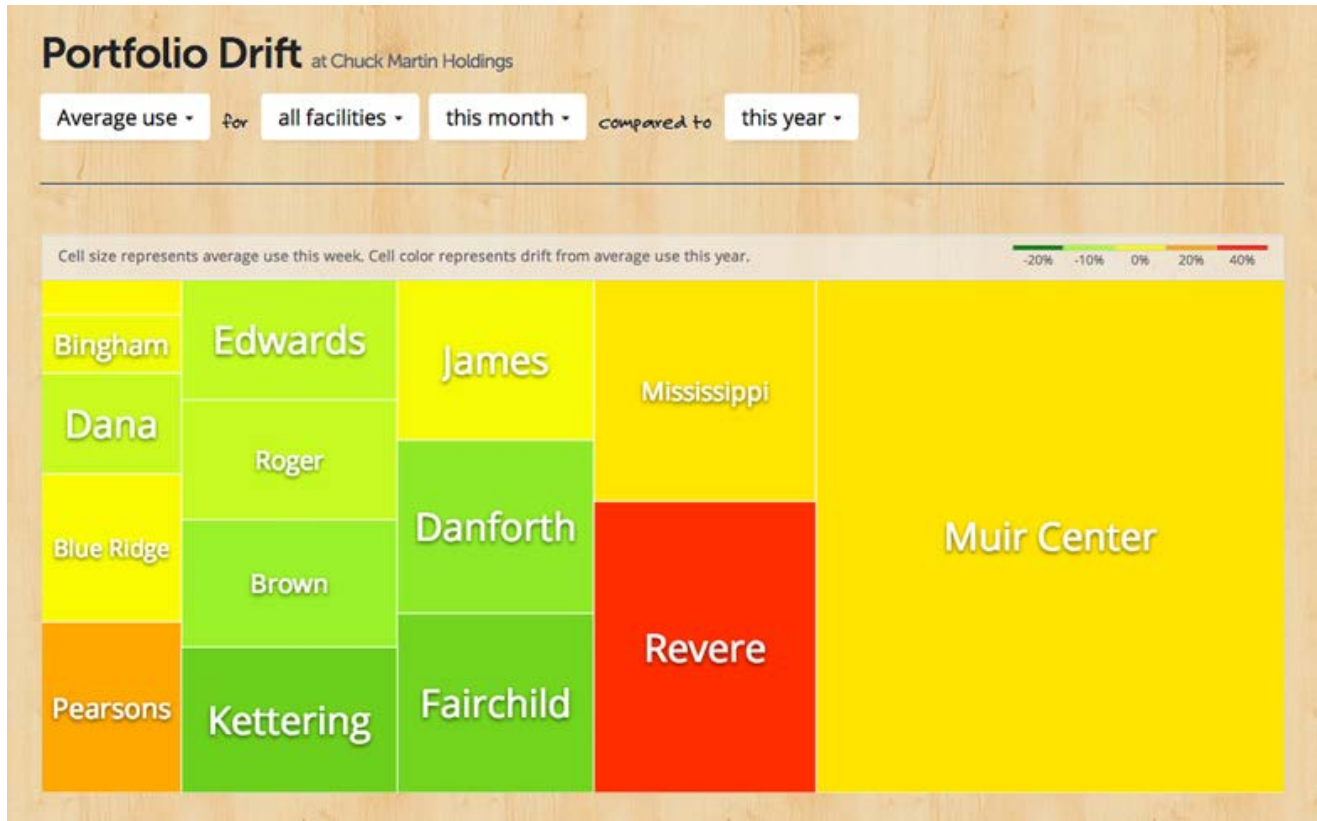 Portfolio Drift at Chuck Martin Holdings
Average use for all facilities this month compared to this year
Cell size represents average use this week. Cell color represents drift from average use this year.
-20% -10% 0% 20% 40%
Bingham
Dana
Blue Ridge
Pearsons
Edwards
Roger
Brown
Kettering
James
Danforth
Fairchild
Mississippi
Revere
Muir Center